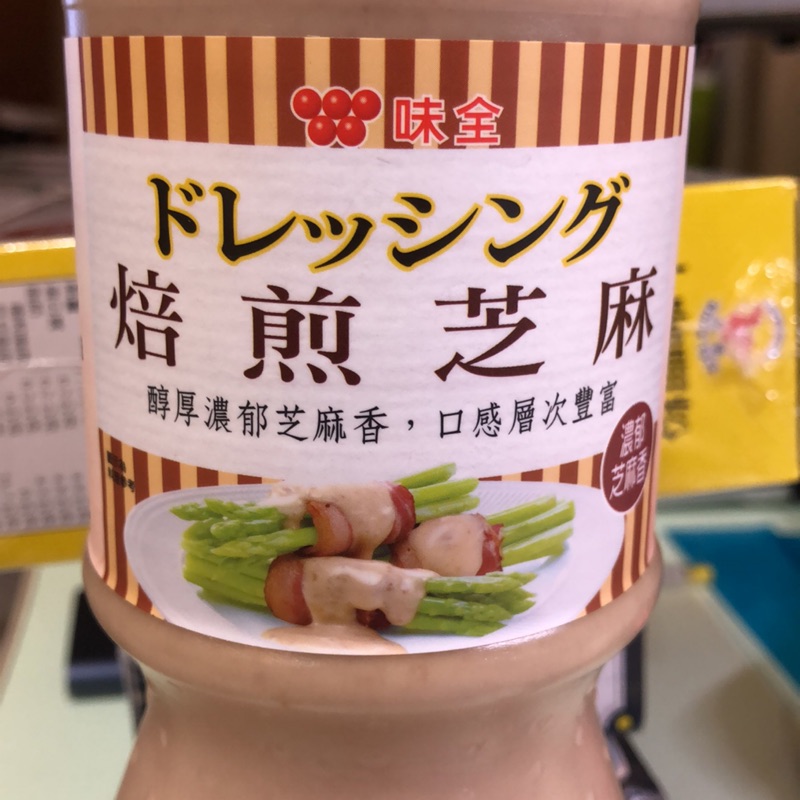 味全
ドレッシング
焙煎芝麻
醇厚濃郁芝麻香，口感層次豐富
濃郁
芝麻香